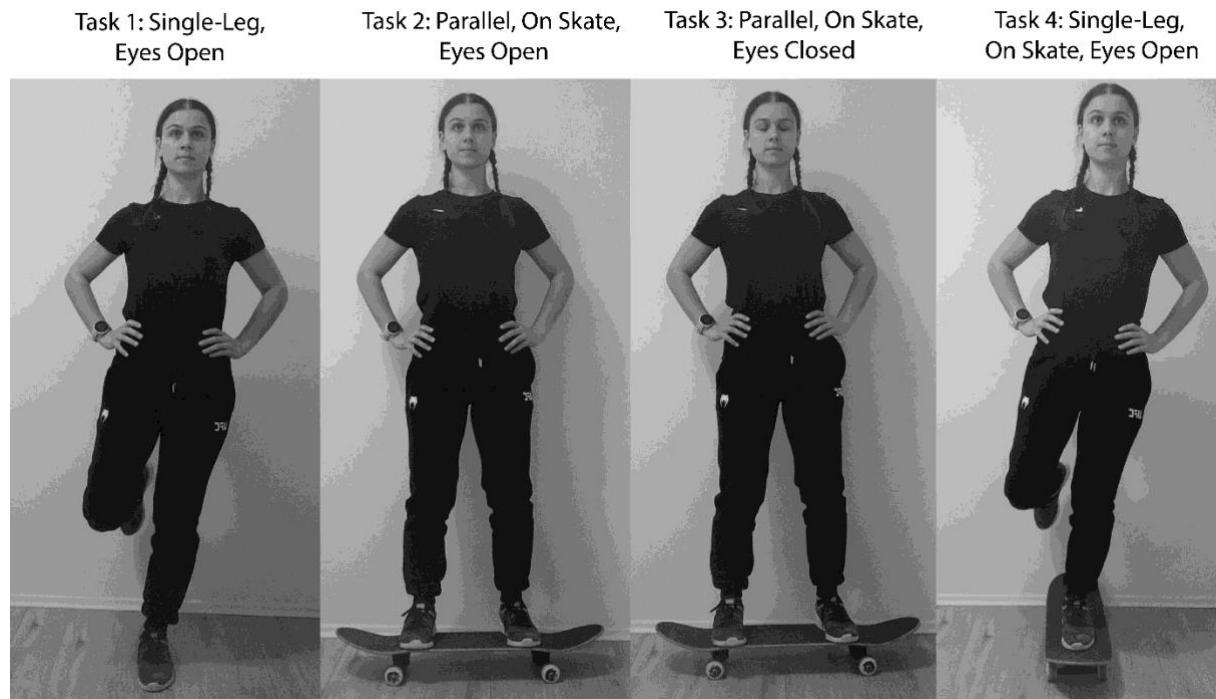 Task 1: Single-Leg,
Eyes Open
Task 2: Parallel, On Skate,
Eyes Open
Task 3: Parallel, On Skate,
Eyes Closed
Task 4: Single-Leg,
On Skate, Eyes Open